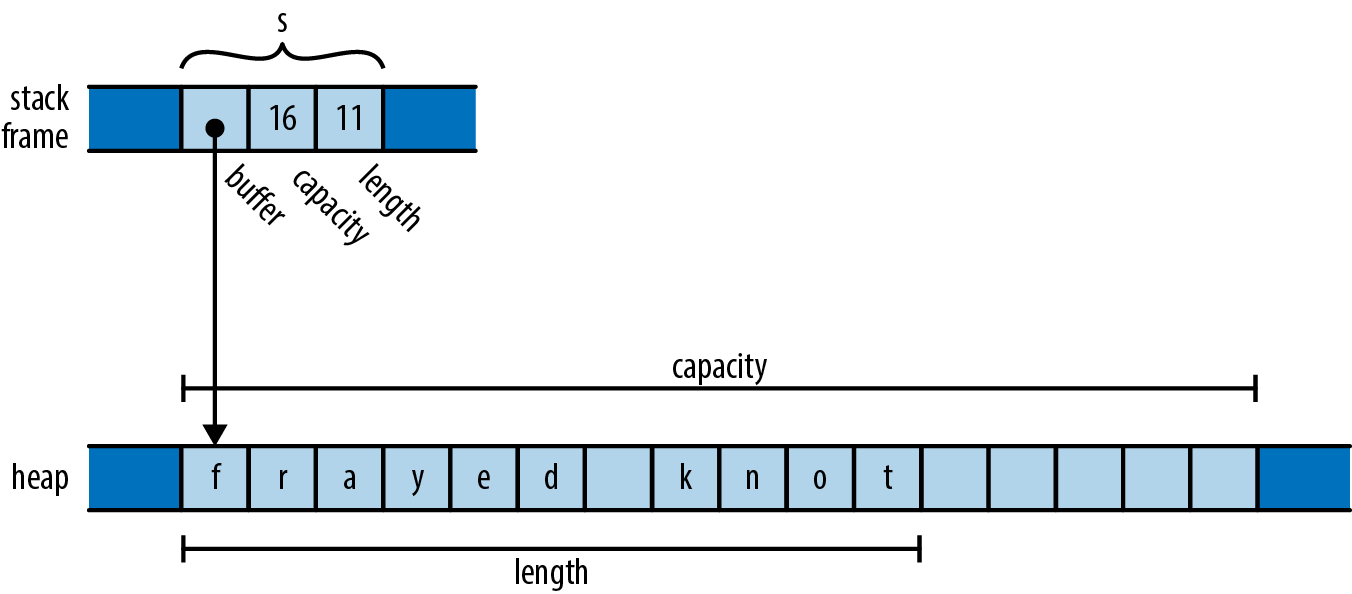 s
stack
frame
16 11
buffer
capacity
length
capacity
heap
f r a y e d k n o t
length